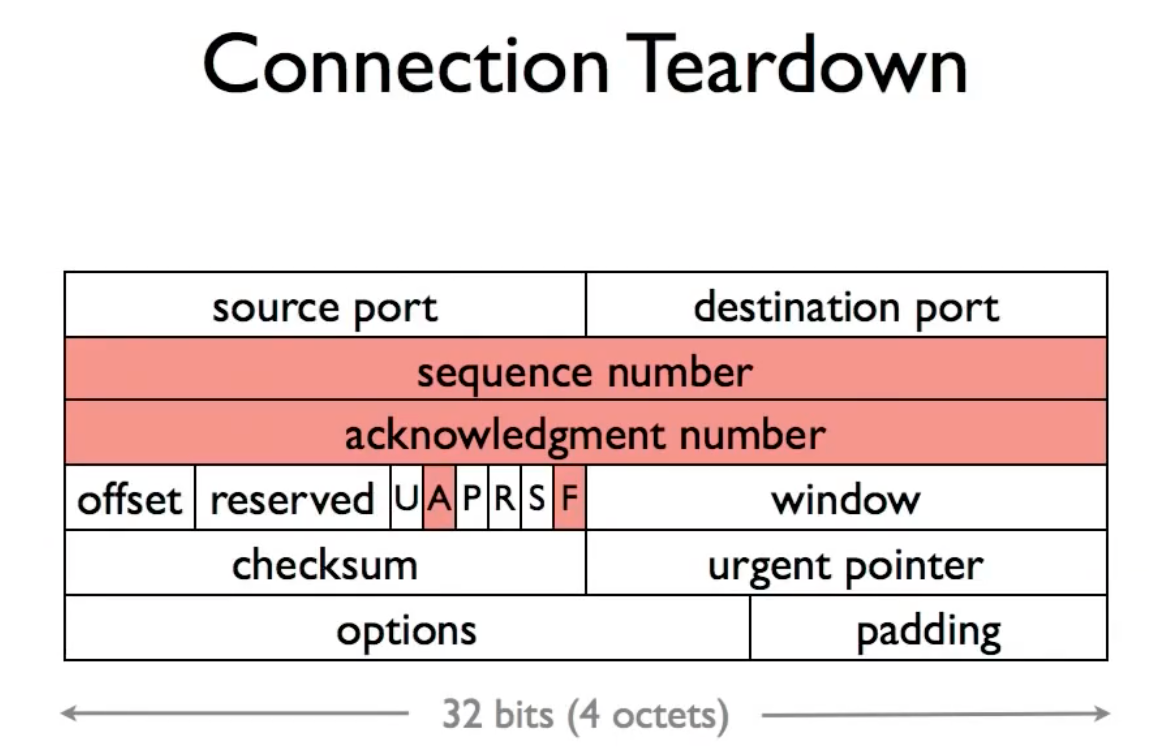 Connection Teardown
source port destination port
sequence number
acknowledgment number
offset reserved U A P R S F window
checksum urgent pointer
options padding
32 bits (4 octets)